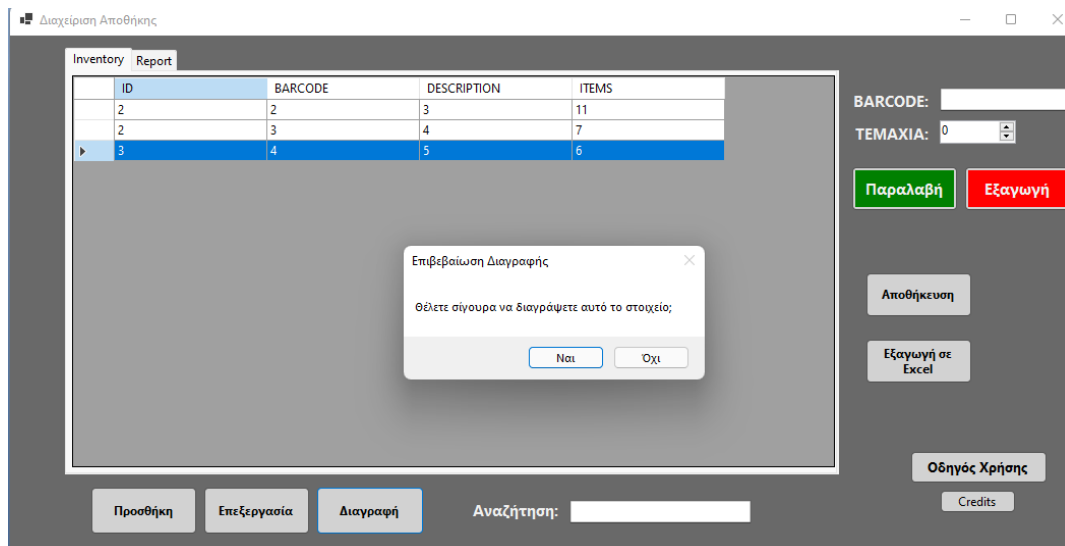 Διαχείριση Αποθήκης
Inventory Report
ID BARCODE DESCRIPTION ITEMS
2 2 3 11
2 3 4 7
3 4 5 6
BARCODE:
ΤΕΜΑΧΙΑ: 0
Παραλαβή Εξαγωγή
Επιβεβαίωση Διαγραφής
Θέλετε σίγουρα να διαγράψετε αυτό το στοιχείο;
Ναι Όχι
Αποθήκευση
Εξαγωγή σε
Excel
Οδηγός Χρήσης
Credits
Προσθήκη Επεξεργασία Διαγραφή Αναζήτηση: